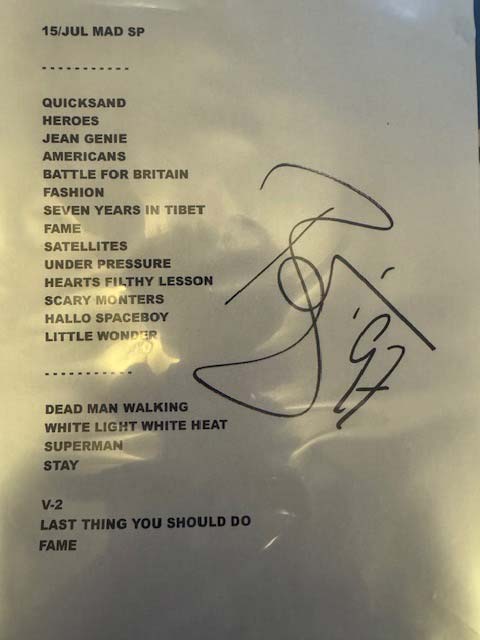 15/JUL MAD SP
- - - - - - - - - - -
QUICKSAND
HEROES
JEAN GENIE
AMERICANS
BATTLE FOR BRITAIN
FASHION
SEVEN YEARS IN TIBET
FAME
SATELLITES
UNDER PRESSURE
HEARTS FILTHY LESSON
SCARY MONTERS
HALLO SPACEBOY
LITTLE WONDER
- - - - - - - - - - -
DEAD MAN WALKING
WHITE LIGHT WHITE HEAT
SUPERMAN
STAY
V-2
LAST THING YOU SHOULD DO
FAME
'97